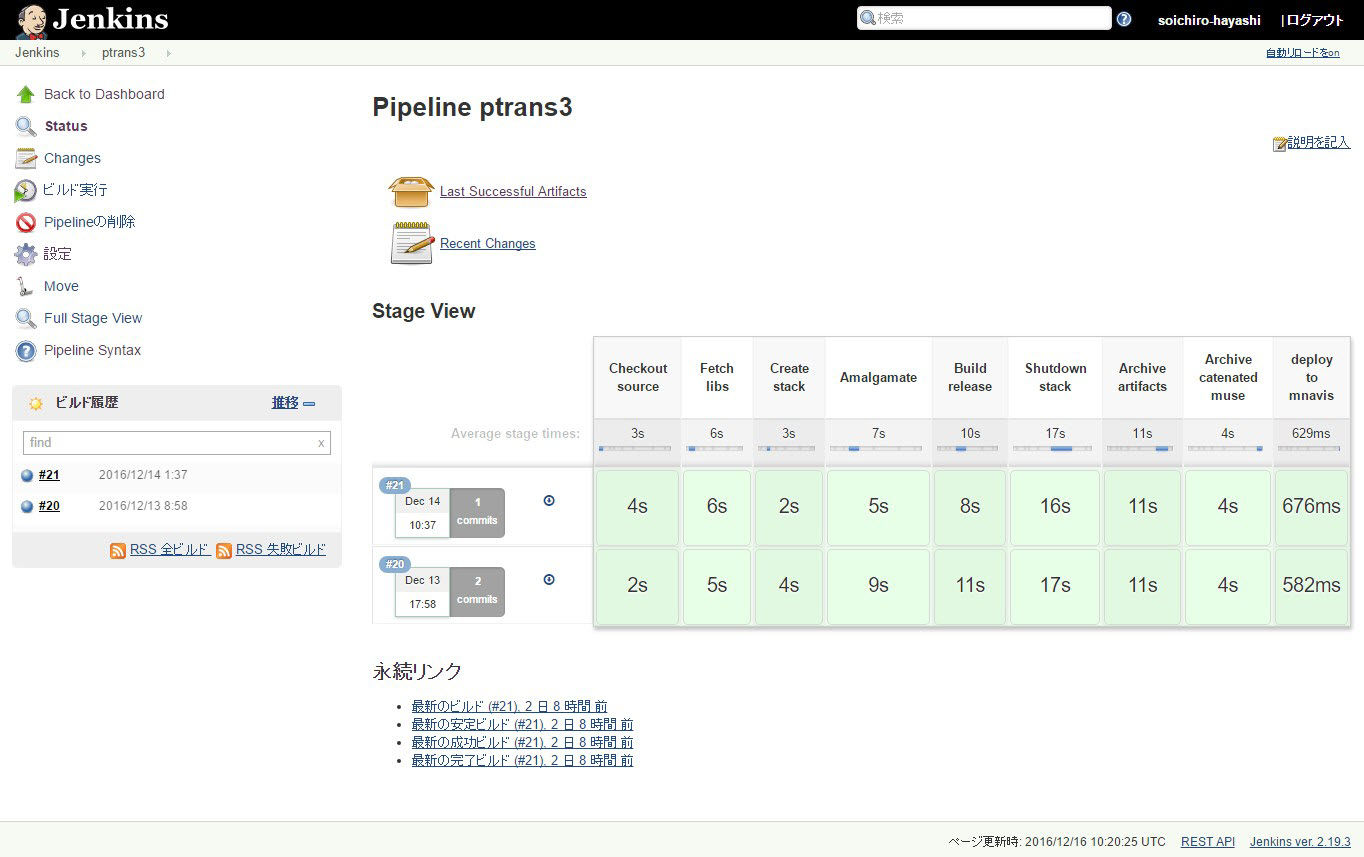 Jenkins
検索
soichiro-hayashi
|ログアウト
Jenkins
ptrans3
自動リロードをon
Back to Dashboard
Status
Changes
ビルド実行
Pipelineの削除
設定
Move
Full Stage View
Pipeline Syntax
ビルド履歴
推移
find
x
#21 2016/12/14 1:37
#20 2016/12/13 8:58
RSS 全ビルド RSS 失敗ビルド
Pipeline ptrans3
説明を記入
Last Successful Artifacts
Recent Changes
Stage View
Checkout source
Fetch libs
Create stack
Amalgamate
Build release
Shutdown stack
Archive artifacts
Archive catenated muse
deploy to mnavis
Average stage times: 3s 6s 3s 7s 10s 17s 11s 4s 629ms
#21
Dec 14
10:37
1
commits
4s 6s 2s 5s 8s 16s 11s 4s 676ms
#20
Dec 13
17:58
2
commits
2s 5s 4s 9s 11s 17s 11s 4s 582ms
永続リンク
最新のビルド (#21), 2 日 8 時間 前
最新の安定ビルド (#21), 2 日 8 時間 前
最新の成功ビルド (#21), 2 日 8 時間 前
最新の完了ビルド (#21), 2 日 8 時間 前
ページ更新時: 2016/12/16 10:20:25 UTC REST API Jenkins ver. 2.19.3